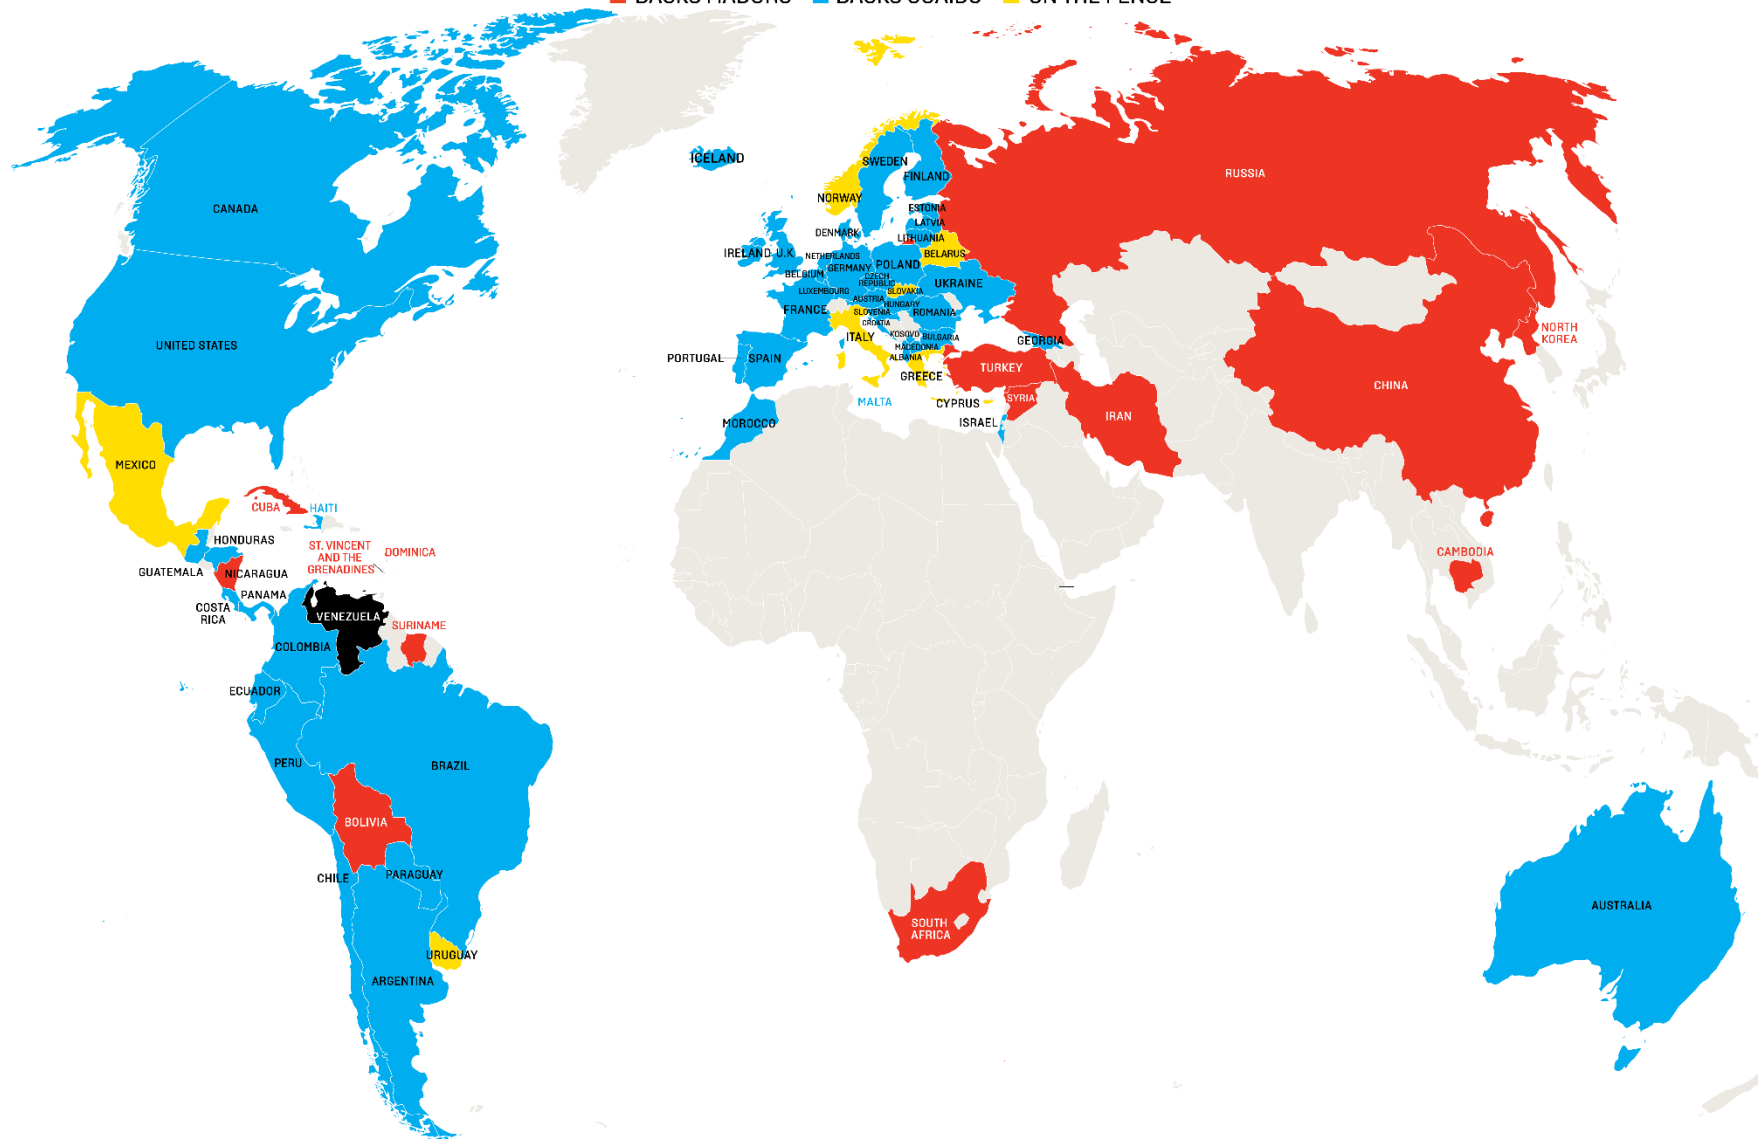 ICELAND
SWEDEN
FINLAND
RUSSIA
NORWAY
CANADA
ESTONIA
LATVIA
DENMARK
LITHUANIA
IRELAND
U.K.
NETHERLANDS
BELARUS
GERMANY
POLAND
BELGIUM
CZECH
REPUBLIC
UKRAINE
LUXEMBOURG
SLOVAKIA
AUSTRIA
HUNGARY
FRANCE
SLOVENIA
ROMANIA
CROATIA
KOSOVO
ITALY
BULGARIA
GEORGIA
NORTH
KOREA
UNITED STATES
MACEDONIA
PORTUGAL
SPAIN
ALBANIA
TURKEY
GREECE
CHINA
SYRIA
MALTA
CYPRUS
IRAN
MOROCCO
ISRAEL
MEXICO
CUBA
HAITI
HONDURAS
ST. VINCENT
AND THE
GRENADINES
DOMINICA
CAMBODIA
GUATEMALA
NICARAGUA
PANAMA
COSTA
RICA
VENEZUELA
SURINAME
COLOMBIA
ECUADOR
PERU
BRAZIL
BOLIVIA
CHILE
PARAGUAY
AUSTRALIA
SOUTH
AFRICA
URUGUAY
ARGENTINA